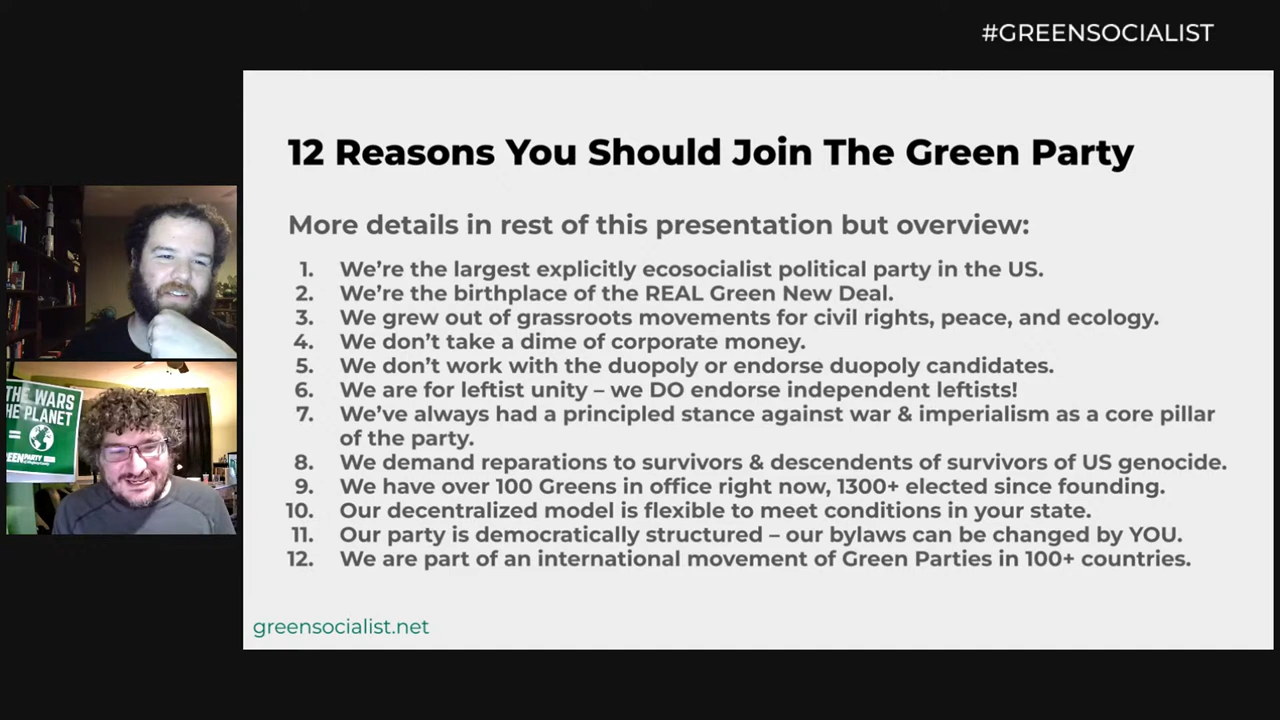 #GREENSOCIALIST
12 Reasons You Should Join The Green Party
More details in rest of this presentation but overview:
1. We're the largest explicitly ecosocialist political party in the US.
2. We're the birthplace of the REAL Green New Deal.
3. We grew out of grassroots movements for civil rights, peace, and ecology.
4. We don't take a dime of corporate money.
5. We don't work with the duopoly or endorse duopoly candidates.
6. We are for leftist unity – we DO endorse independent leftists!
7. We've always had a principled stance against war & imperialism as a core pillar
of the party.
8. We demand reparations to survivors & descendents of survivors of US genocide.
9. We have over 100 Greens in office right now, 1300+ elected since founding.
10. Our decentralized model is flexible to meet conditions in your state.
11. Our party is democratically structured – our bylaws can be changed by YOU.
12. We are part of an international movement of Green Parties in 100+ countries.
greensocialist.net
THE WARS
HE PLANET
=
REENPARTY